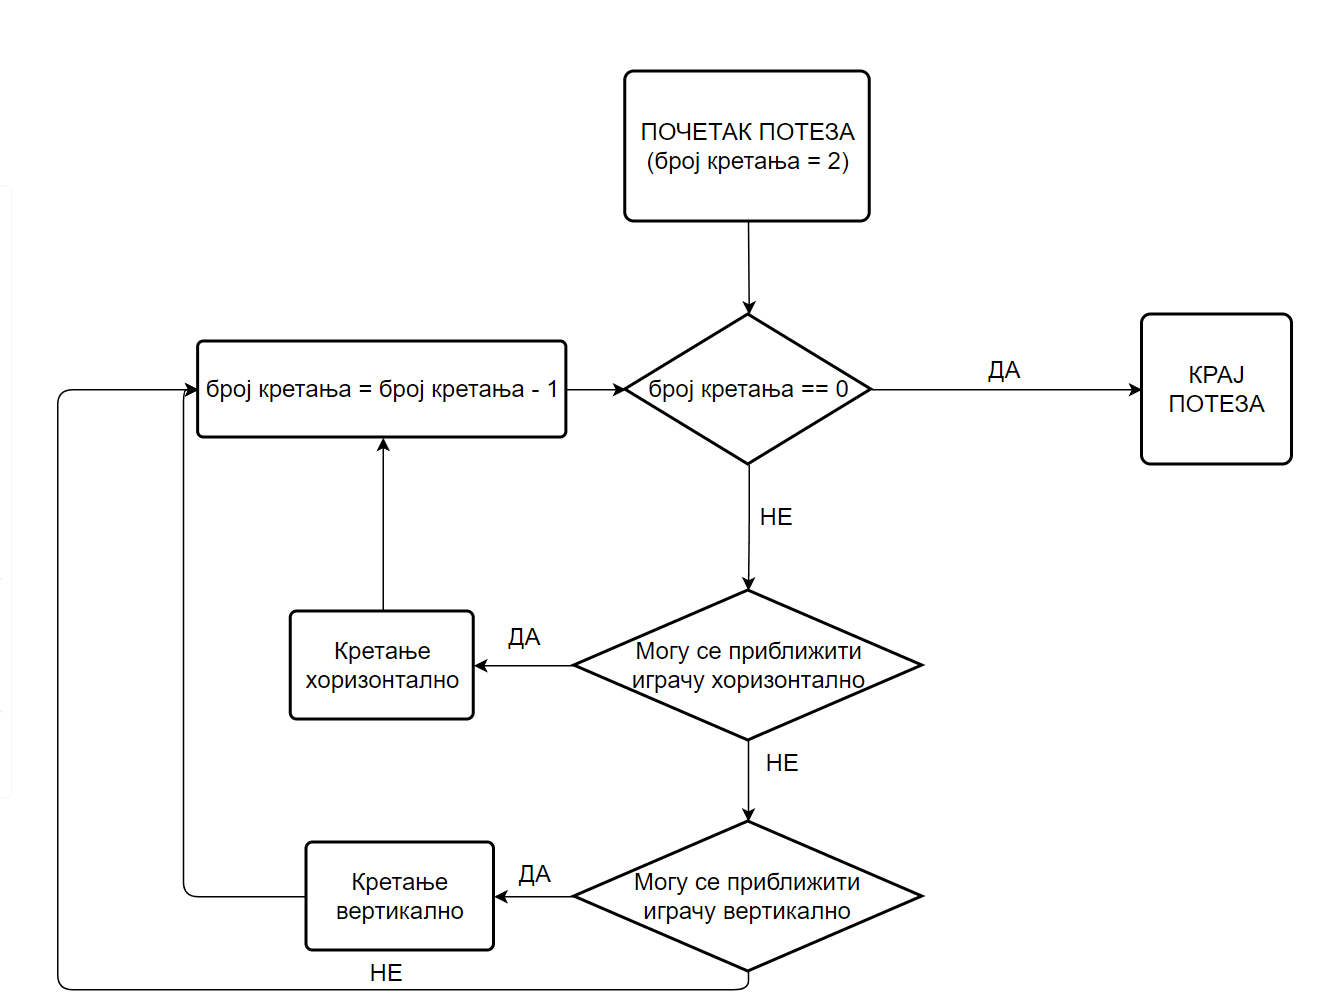 ПОЧЕТАК ПОТЕЗА
(број кретања = 2)
број кретања = број кретања - 1
број кретања == 0
ДА
КРАЈ
ПОТЕЗА
НЕ
Кретање
хоризонтално
ДА
Могу се приближити
играчу хоризонтално
НЕ
Кретање
вертикално
ДА
Могу се приближити
играчу вертикално
НЕ